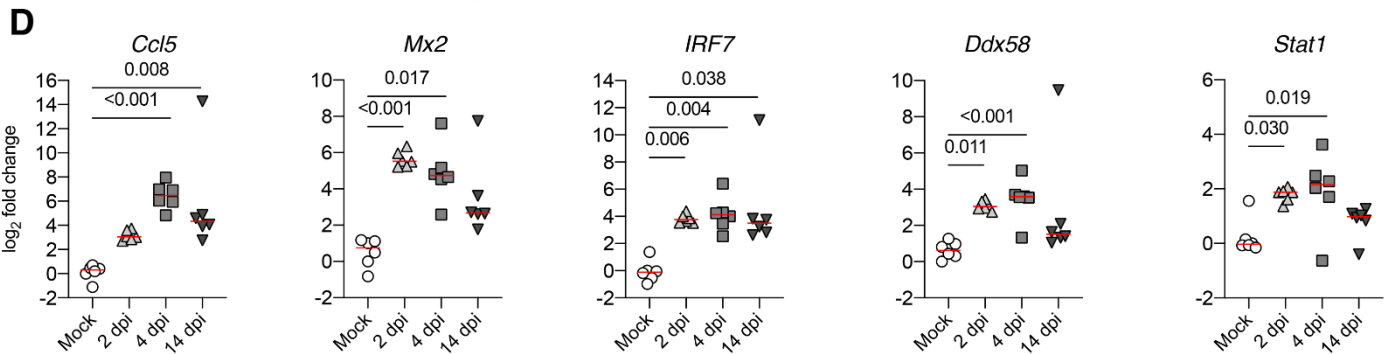 D
Ccl5
Mx2
IRF7
Ddx58
Stat1
log2 fold change
16
14
12
10
8
6
4
2
0
-2
0.008
<0.001
Mock
2 dpi
4 dpi
14 dpi
10
8
6
4
2
0
-2
0.017
<0.001
Mock
2 dpi
4 dpi
14 dpi
14
12
10
8
6
4
2
0
-2
0.038
0.004
0.006
Mock
2 dpi
4 dpi
14 dpi
10
8
6
4
2
0
-2
<0.001
0.011
Mock
2 dpi
4 dpi
14 dpi
6
4
2
0
-2
0.019
0.030
Mock
2 dpi
4 dpi
14 dpi